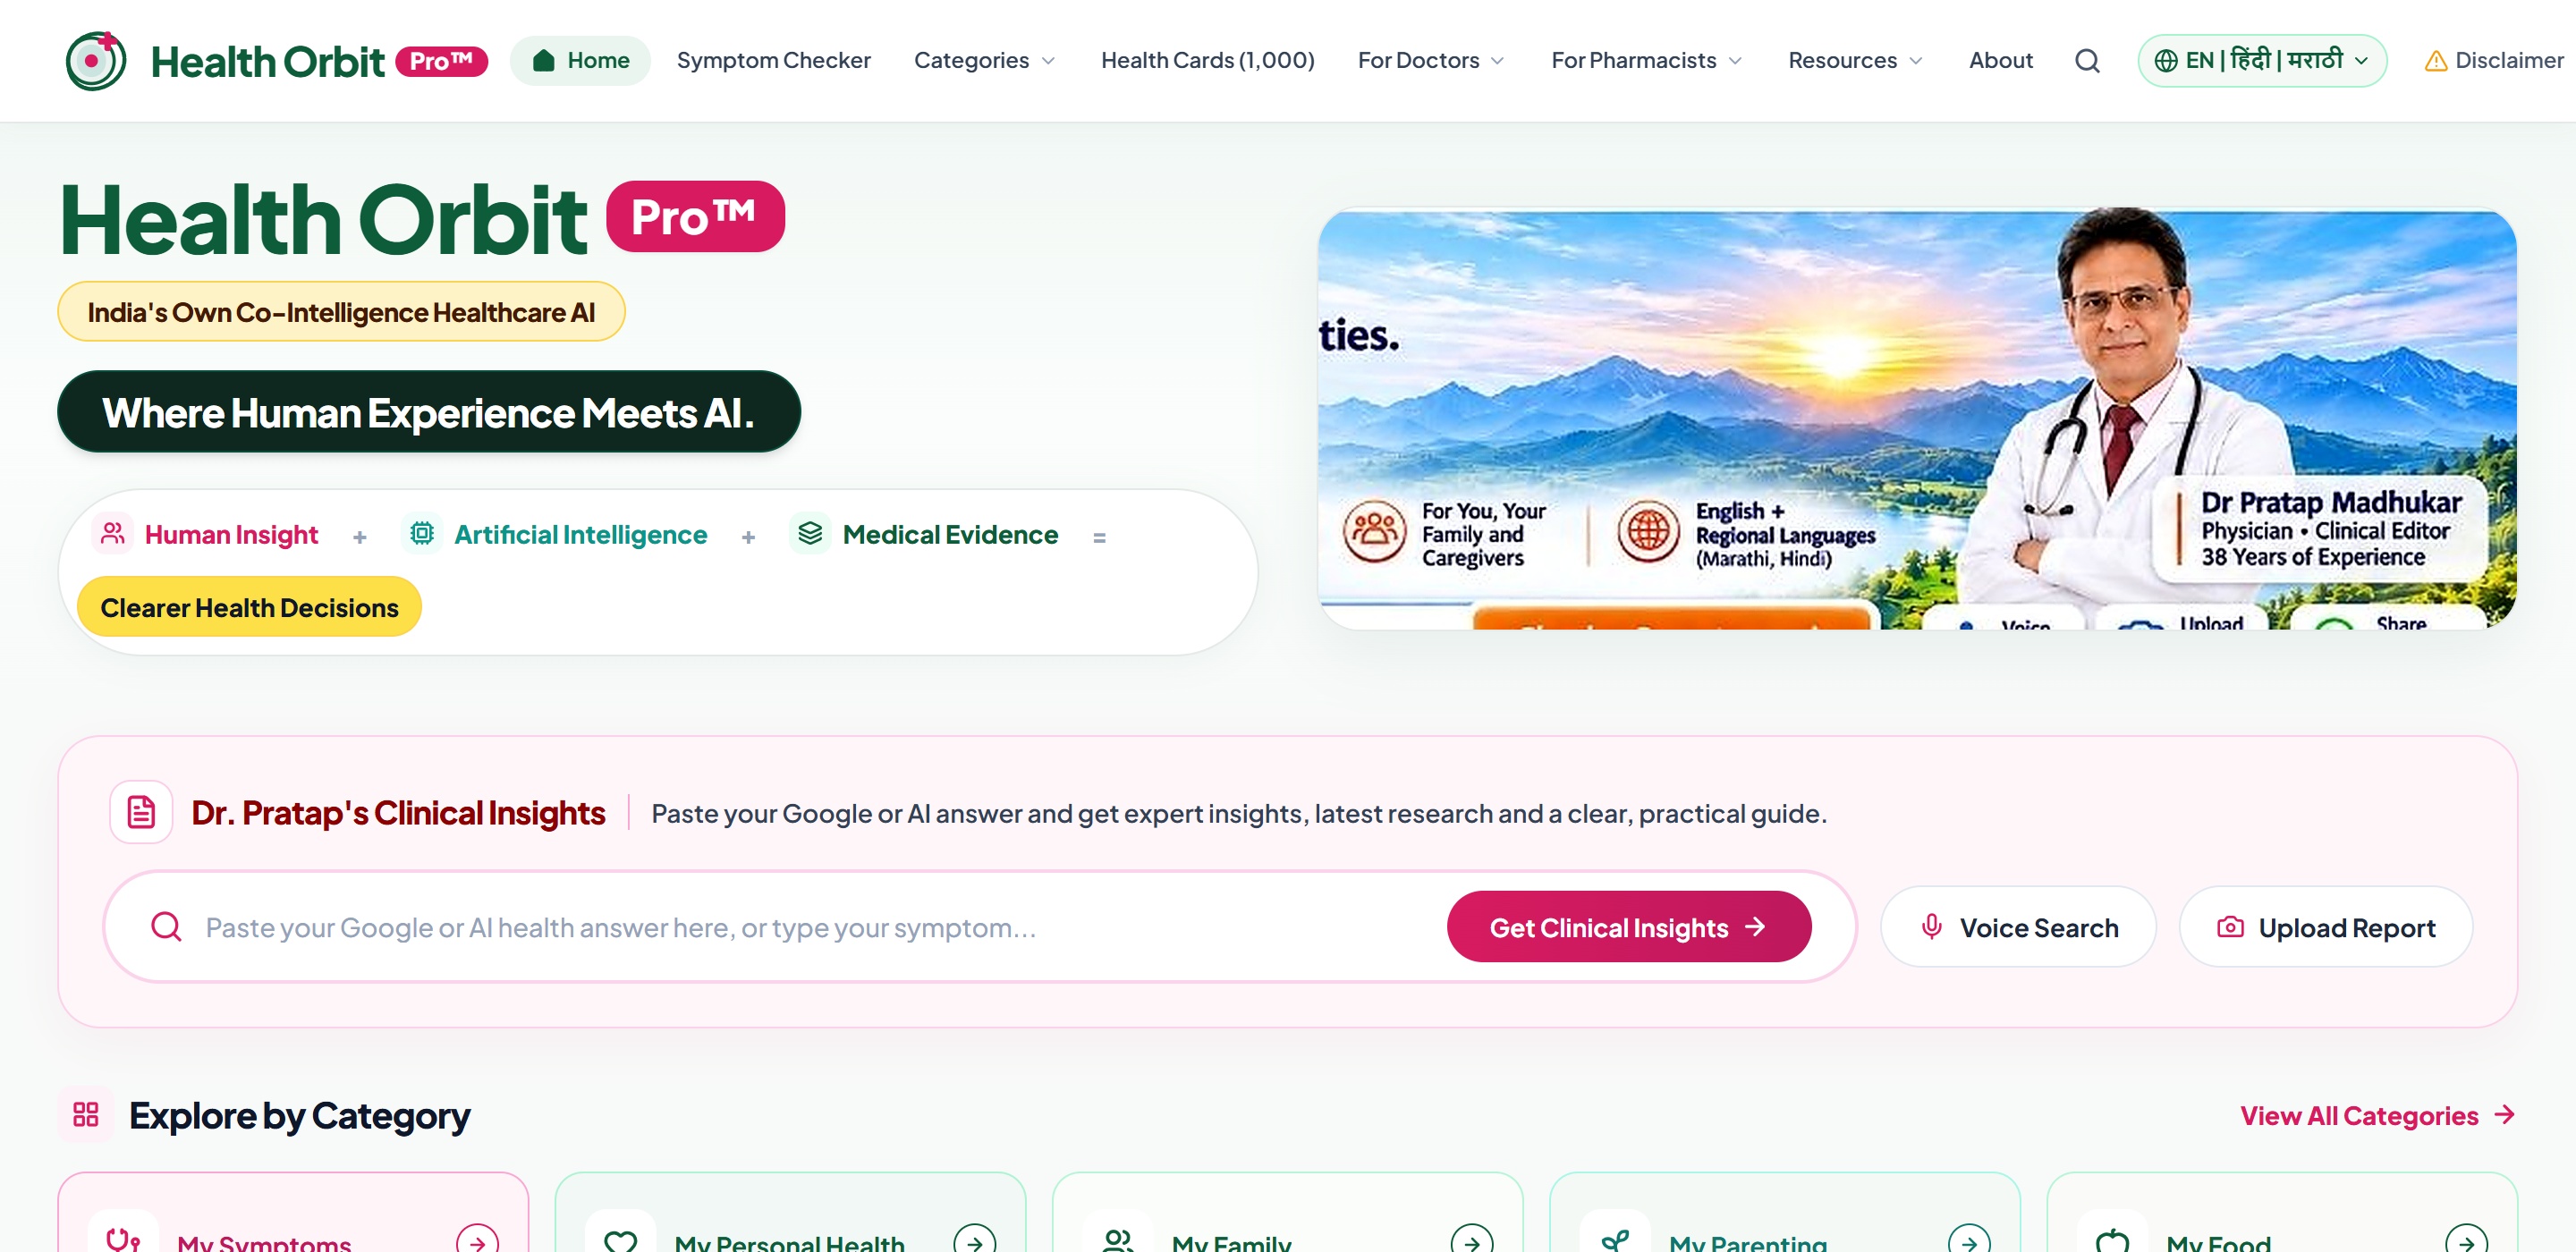 Health Orbit Pro™ Home Symptom Checker Categories Health Cards (1,000) For Doctors For Pharmacists Resources About EN | हिंदी | मराठी Disclaimer
Health Orbit Pro™
India's Own Co-Intelligence Healthcare AI
Where Human Experience Meets AI.
Human Insight + Artificial Intelligence + Medical Evidence =
Clearer Health Decisions
ties.
For You, Your
Family and
Caregivers
English +
Regional Languages
(Marathi, Hindi)
Dr Pratap Madhukar
Physician • Clinical Editor
38 Years of Experience
Voice
Upload
Share
Dr. Pratap's Clinical Insights
Paste your Google or AI answer and get expert insights, latest research and a clear, practical guide.
Paste your Google or AI health answer here, or type your symptom...
Get Clinical Insights
Voice Search
Upload Report
Explore by Category
View All Categories
My Symptoms
My Personal Health
My Family
My Parenting
My Food